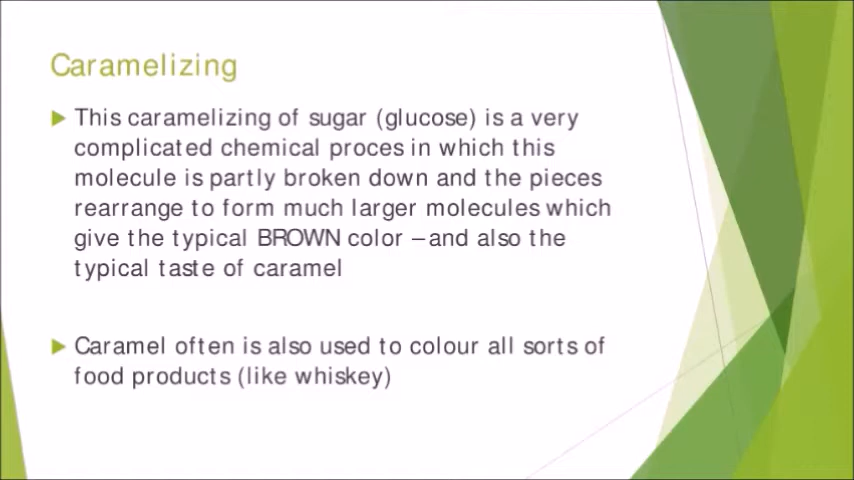 Caramelizing
This caramelizing of sugar (glucose) is a very
complicated chemical proces in which this
molecule is partly broken down and the pieces
rearrange to form much larger molecules which
give the typical BROWN color – and also the
typical taste of caramel
Caramel often is also used to colour all sorts of
food products (like whiskey)